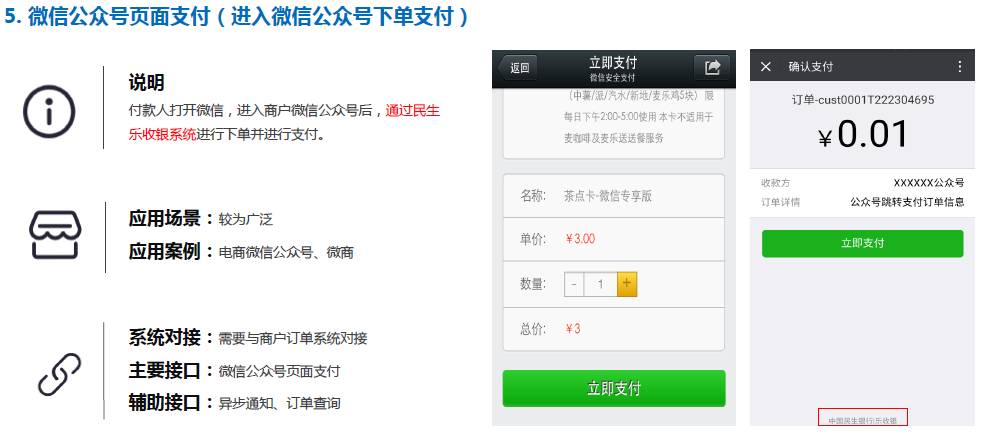 5. 微信公众号页面支付（进入微信公众号下单支付）
说明
付款人打开微信，进入商户微信公众号后，通过民生
乐收银系统进行下单并进行支付。
应用场景：较为广泛
应用案例：电商微信公众号、微商
系统对接：需要与商户订单系统对接
主要接口：微信公众号页面支付
辅助接口：异步通知、订单查询
返回
立即支付
微信安全支付
（中薯/派/汽水/新地/麦乐鸡5块）限
每日下午2:00-5:00使用 本卡不适用于
麦咖啡及麦乐送送餐服务
名称: 茶点卡-微信专享版
单价: ￥3.00
数量: - 1 +
总价: ￥3
立即支付
确认支付
订单-cust0001T222304695
￥0.01
收款方 XXXXXX公众号
订单详情 公众号跳转支付订单信息
立即支付
中国民生银行|乐收银